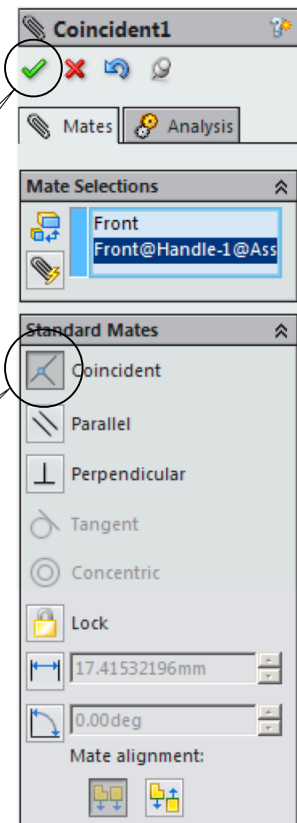 Coincident1
Mates Analysis
Mate Selections
Front
Front@Handle-1@Ass
Standard Mates
Coincident
Parallel
Perpendicular
Tangent
Concentric
Lock
17.41532196mm
0.00deg
Mate alignment: